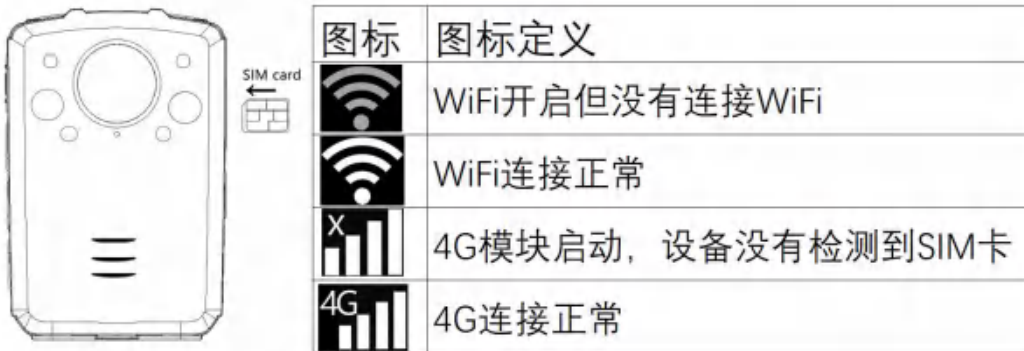 SIM card
图标 图标定义
WiFi开启但没有连接WiFi
WiFi连接正常
X
4G模块启动，设备没有检测到SIM卡
4G
4G连接正常